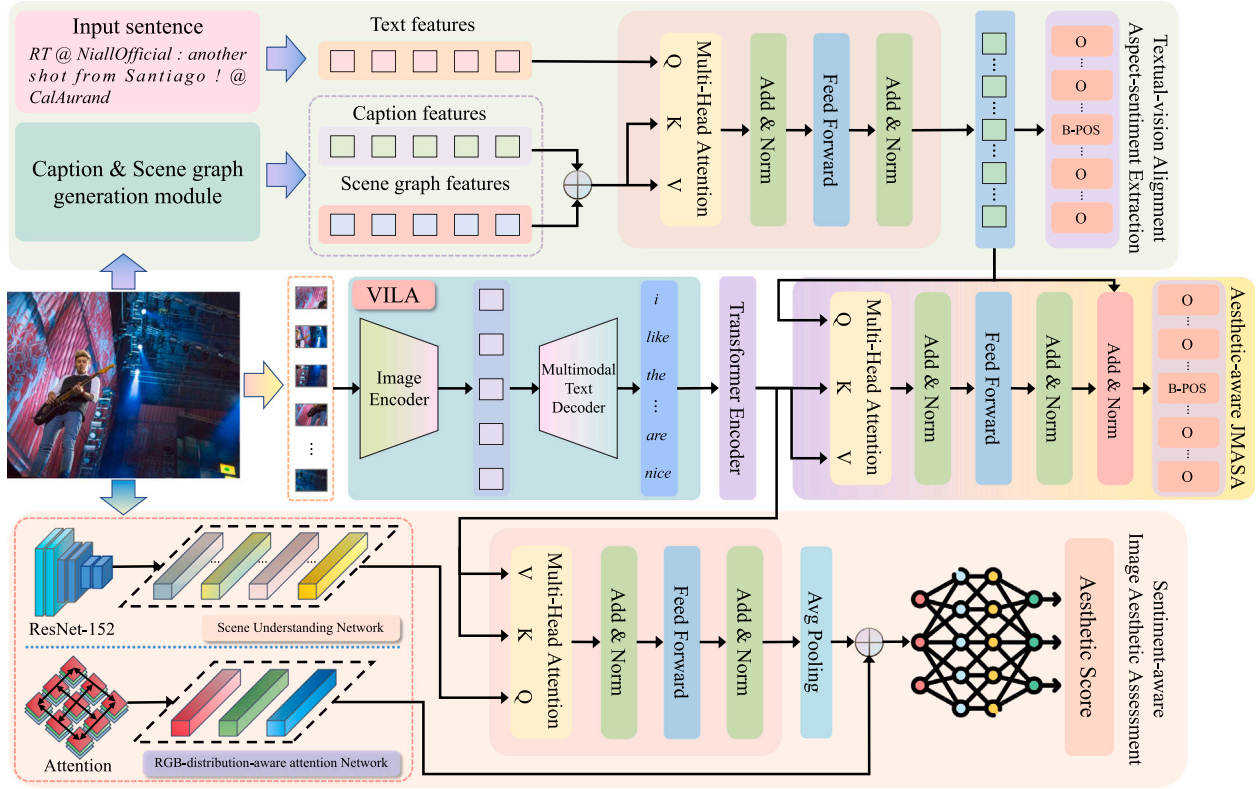 Input sentence
RT @ NiallOfficial : another
shot from Santiago ! @
CalAurand
Caption & Scene graph
generation module
Text features
Caption features
Scene graph features
Q
K
V
Multi-Head Attention
Add & Norm
Feed Forward
Add & Norm
...
...
...
...
O
...
O
...
B-POS
...
O
...
O
Textual-vision Alignment
Aspect-sentiment Extraction
...
VILA
Image
Encoder
Multimodal
Text
Decoder
i
like
the
...
are
nice
Transformer Encoder
Q
K
V
Multi-Head Attention
Add & Norm
Feed Forward
Add & Norm
Add & Norm
O
...
O
...
B-POS
...
O
...
O
Aesthetic-aware JMASA
ResNet-152
... ... ...
Scene Understanding Network
Attention
RGB-distribution-aware attention Network
V
K
Q
Multi-Head Attention
Add & Norm
Feed Forward
Add & Norm
Avg Pooling
Aesthetic Score
Sentiment-aware
Image Aesthetic Assessment